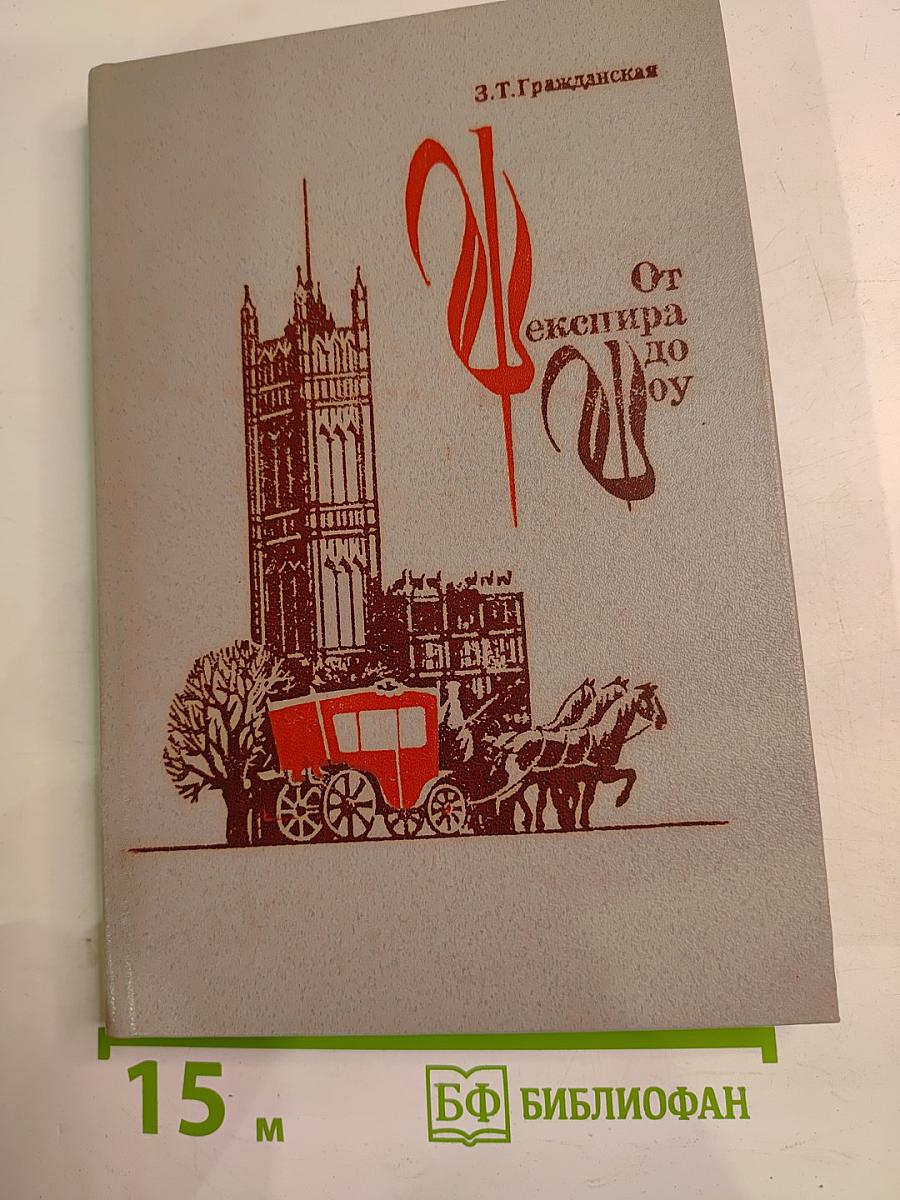 З.Т.Гражданская
От
Шекспира
до
Шоу
15 м
БФ БИБЛИОФАН